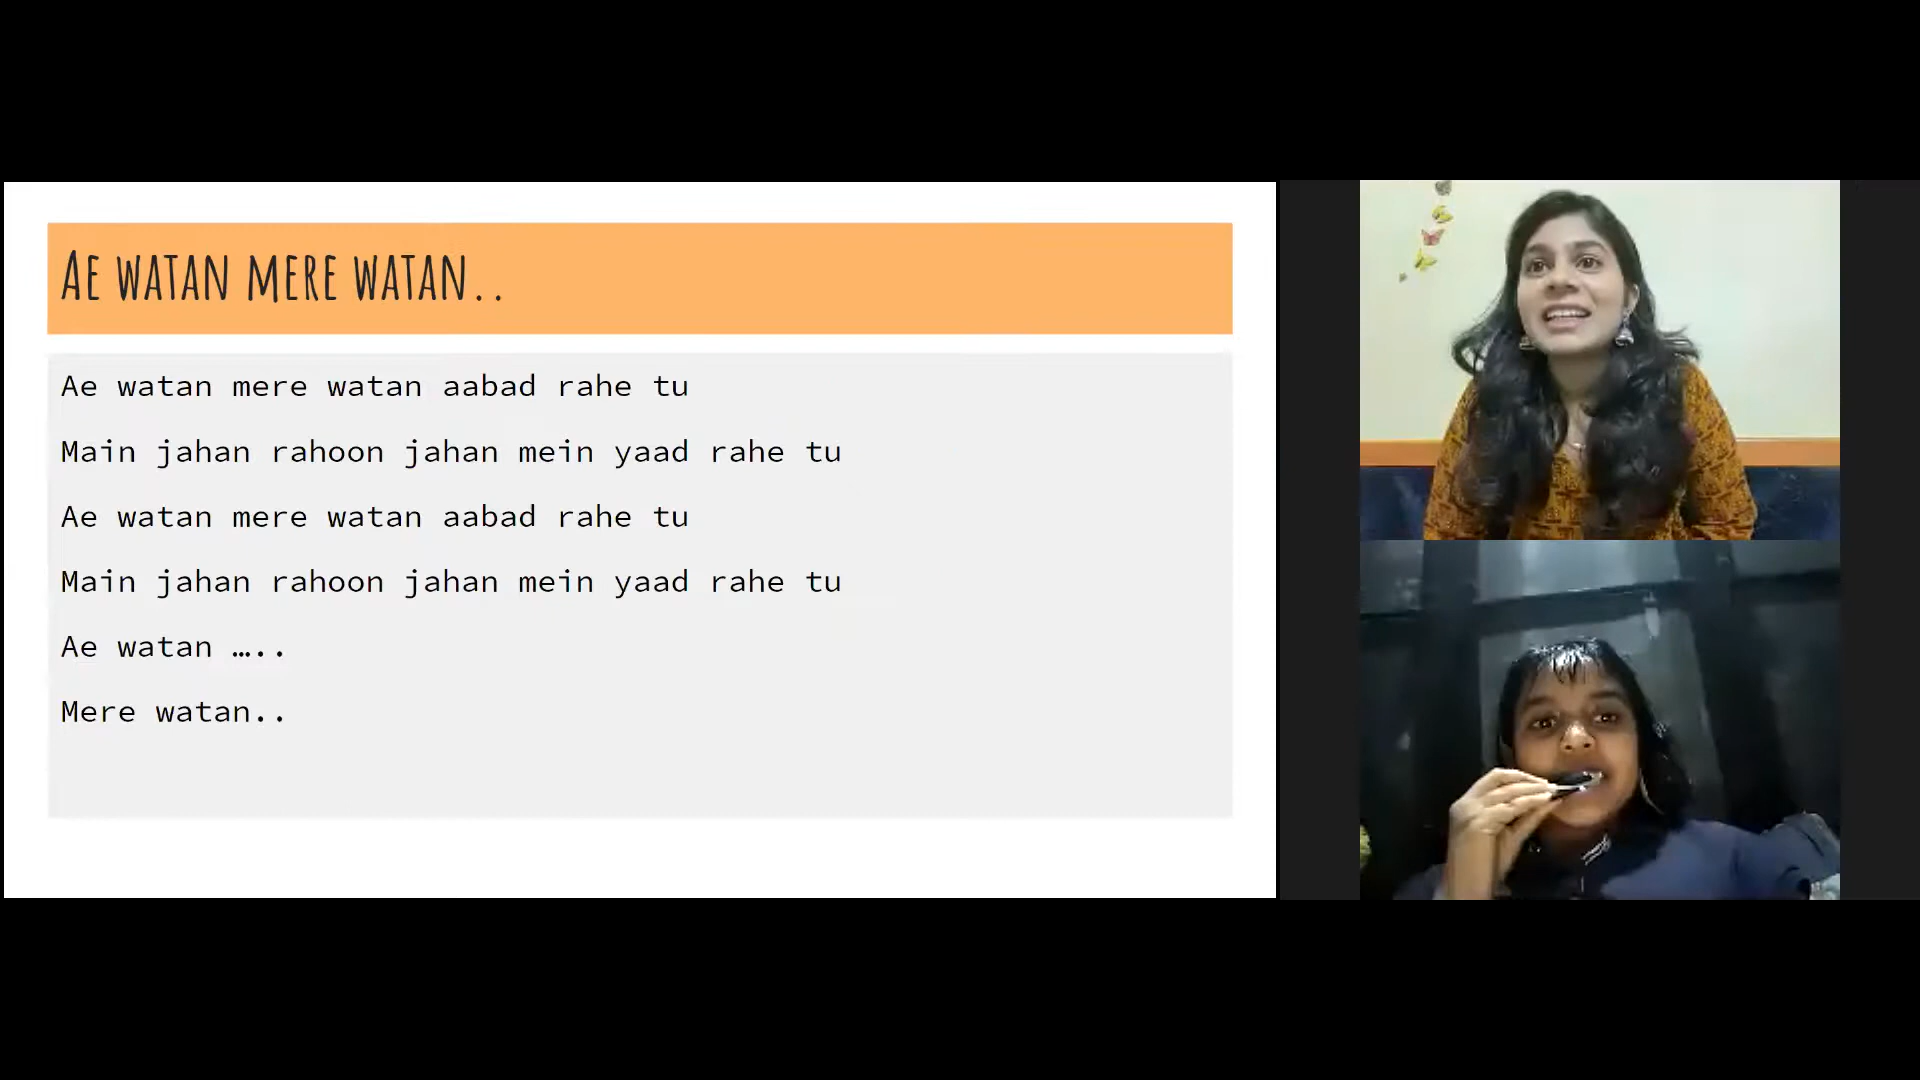 AE WATAN MERE WATAN..
Ae watan mere watan aabad rahe tu
Main jahan rahoon jahan mein yaad rahe tu
Ae watan mere watan aabad rahe tu
Main jahan rahoon jahan mein yaad rahe tu
Ae watan …..
Mere watan..